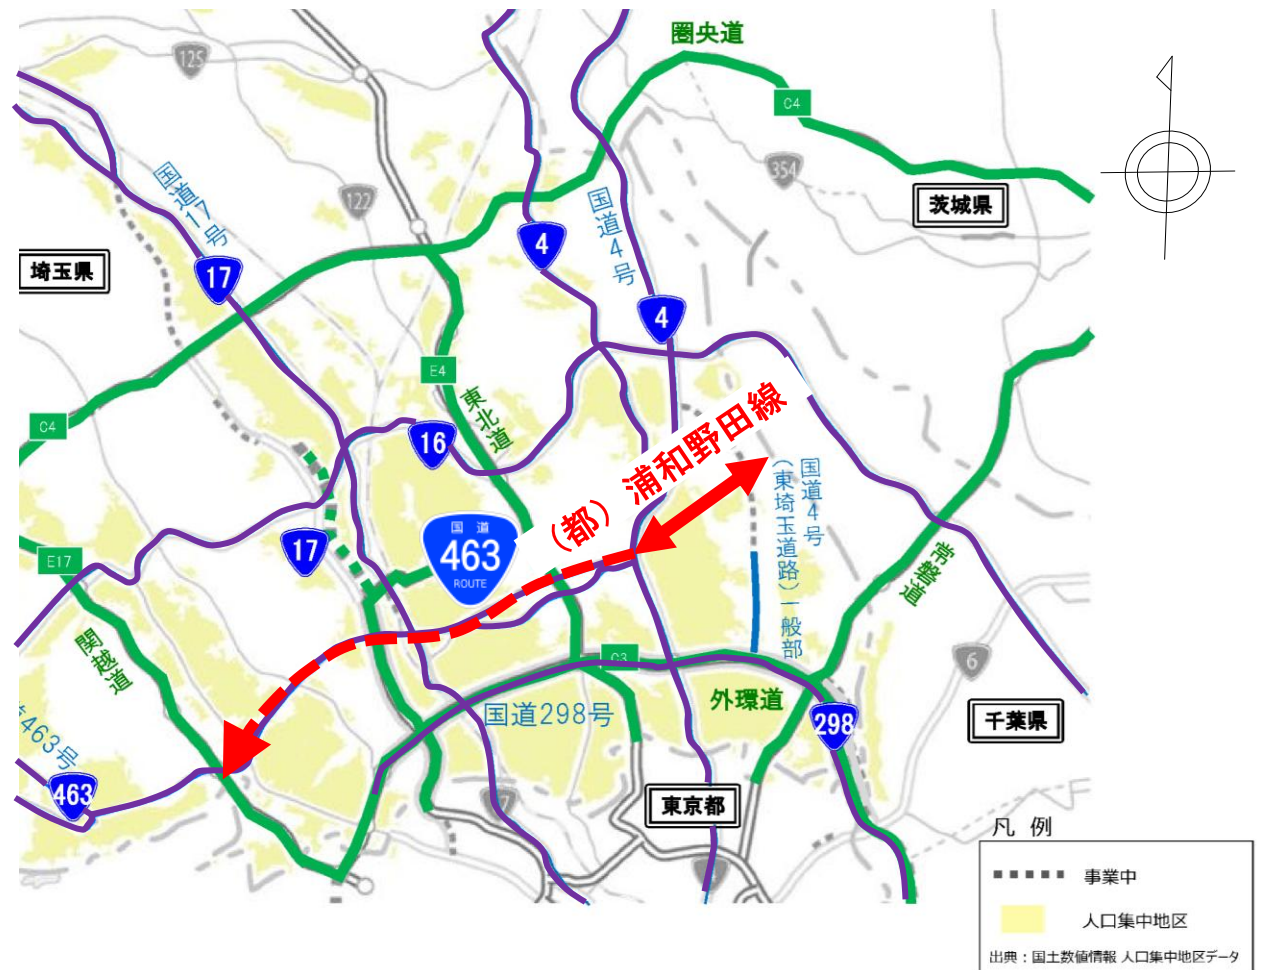 圏央道
125
C4
国道17号
354
122
茨城県
国道4号
4
埼玉県
17
4
E4
東北道
C4
16
(都)浦和野田線
国道4号
(東埼玉道路)一般部
国道
463
ROUTE
17
E17
常磐道
関越道
6
C3
外環道
国道298号
298
千葉県
463号
463
東京都
凡 例
事業中
人口集中地区
出典：国土数値情報 人口集中地区データ